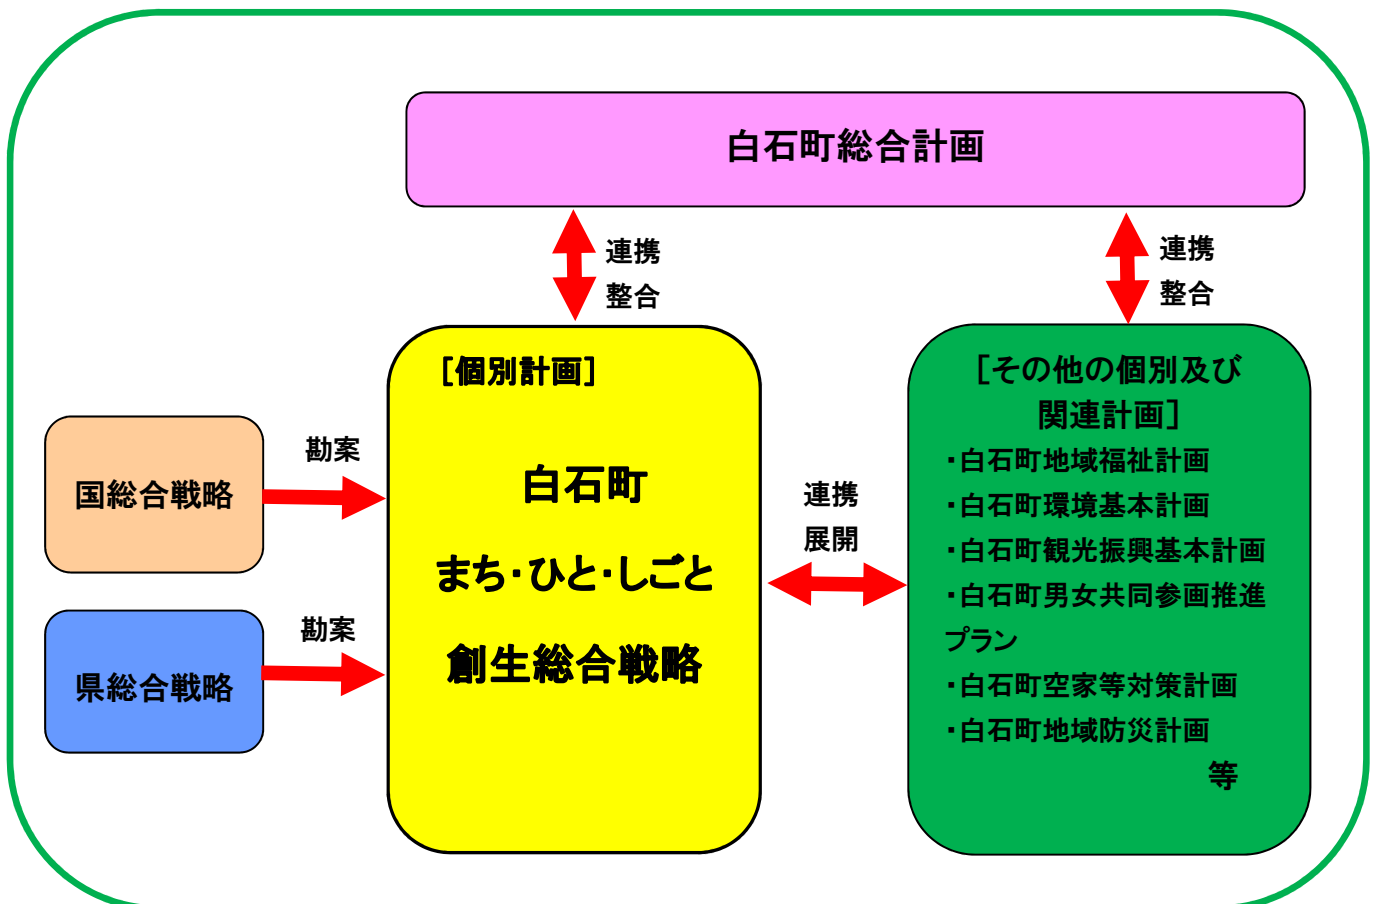 白石町総合計画
連携
整合
連携
整合
[個別計画]
白石町
まち・ひと・しごと
創生総合戦略
国総合戦略
勘案
県総合戦略
勘案
連携
展開
[その他の個別及び
関連計画]
・白石町地域福祉計画
・白石町環境基本計画
・白石町観光振興基本計画
・白石町男女共同参画推進
プラン
・白石町空家等対策計画
・白石町地域防災計画
等